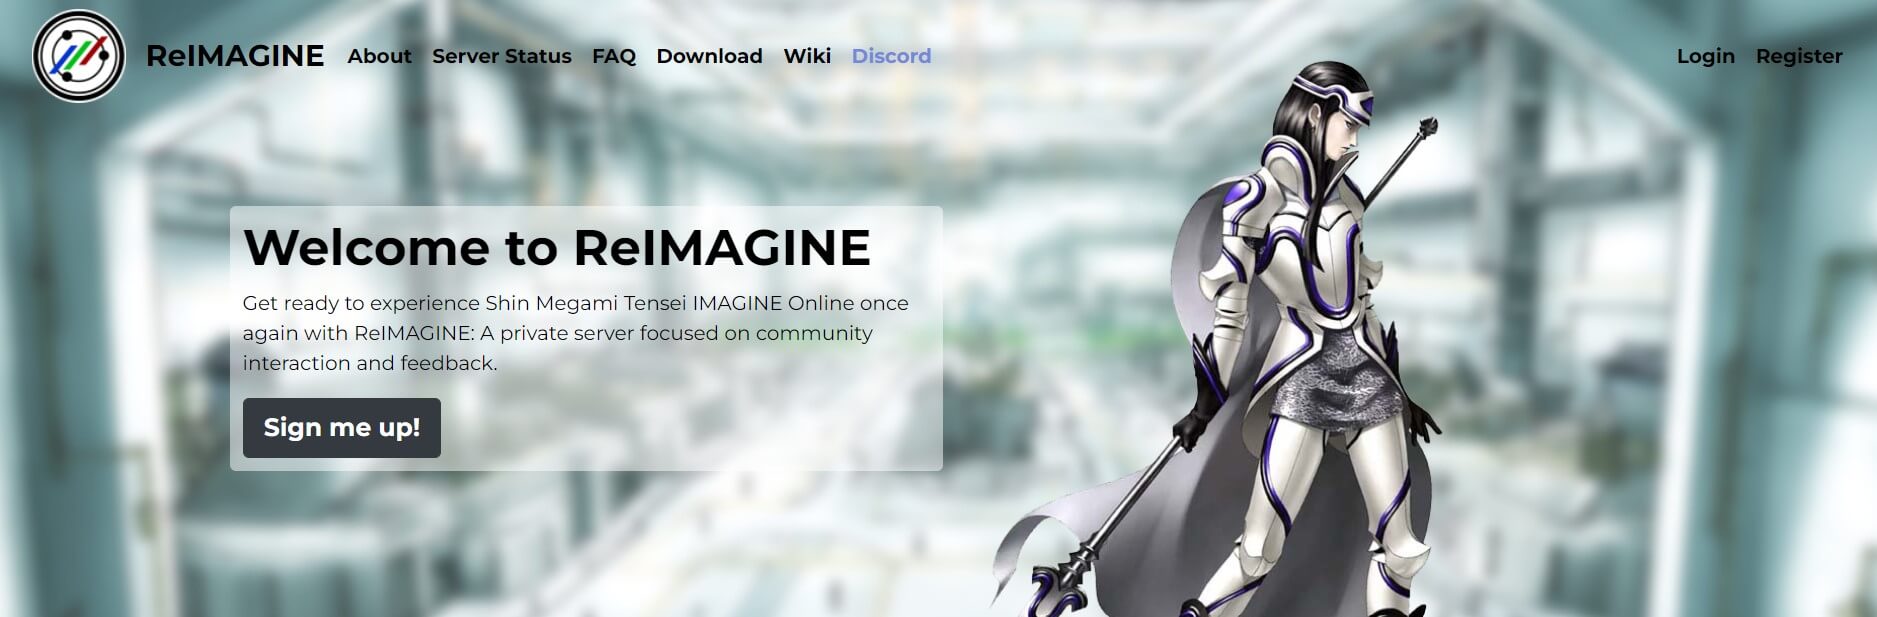 ReIMAGINE About Server Status FAQ Download Wiki Discord Login Register
Welcome to ReIMAGINE
Get ready to experience Shin Megami Tensei IMAGINE Online once
again with ReIMAGINE: A private server focused on community
interaction and feedback.
Sign me up!